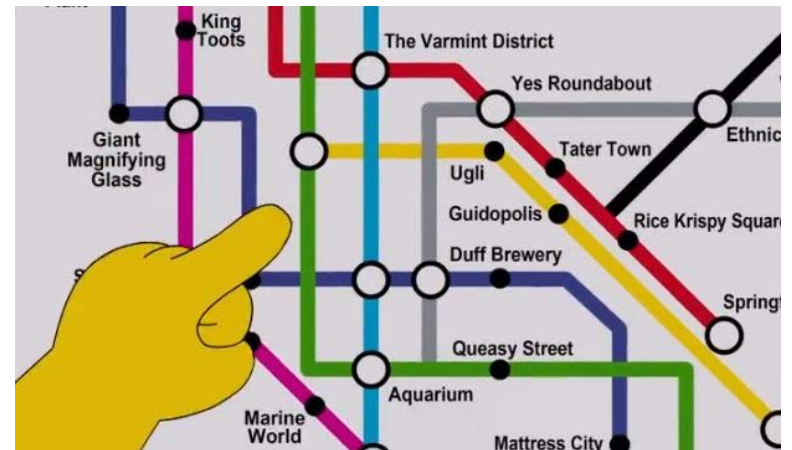 King
Toots
The Varmint District
Yes Roundabout
Giant
Magnifying
Glass
Tater Town
Ugli
Guidopolis
Rice Krispy
Duff Brewery
Queasy Street
Aquarium
Marine
World
Mattress City